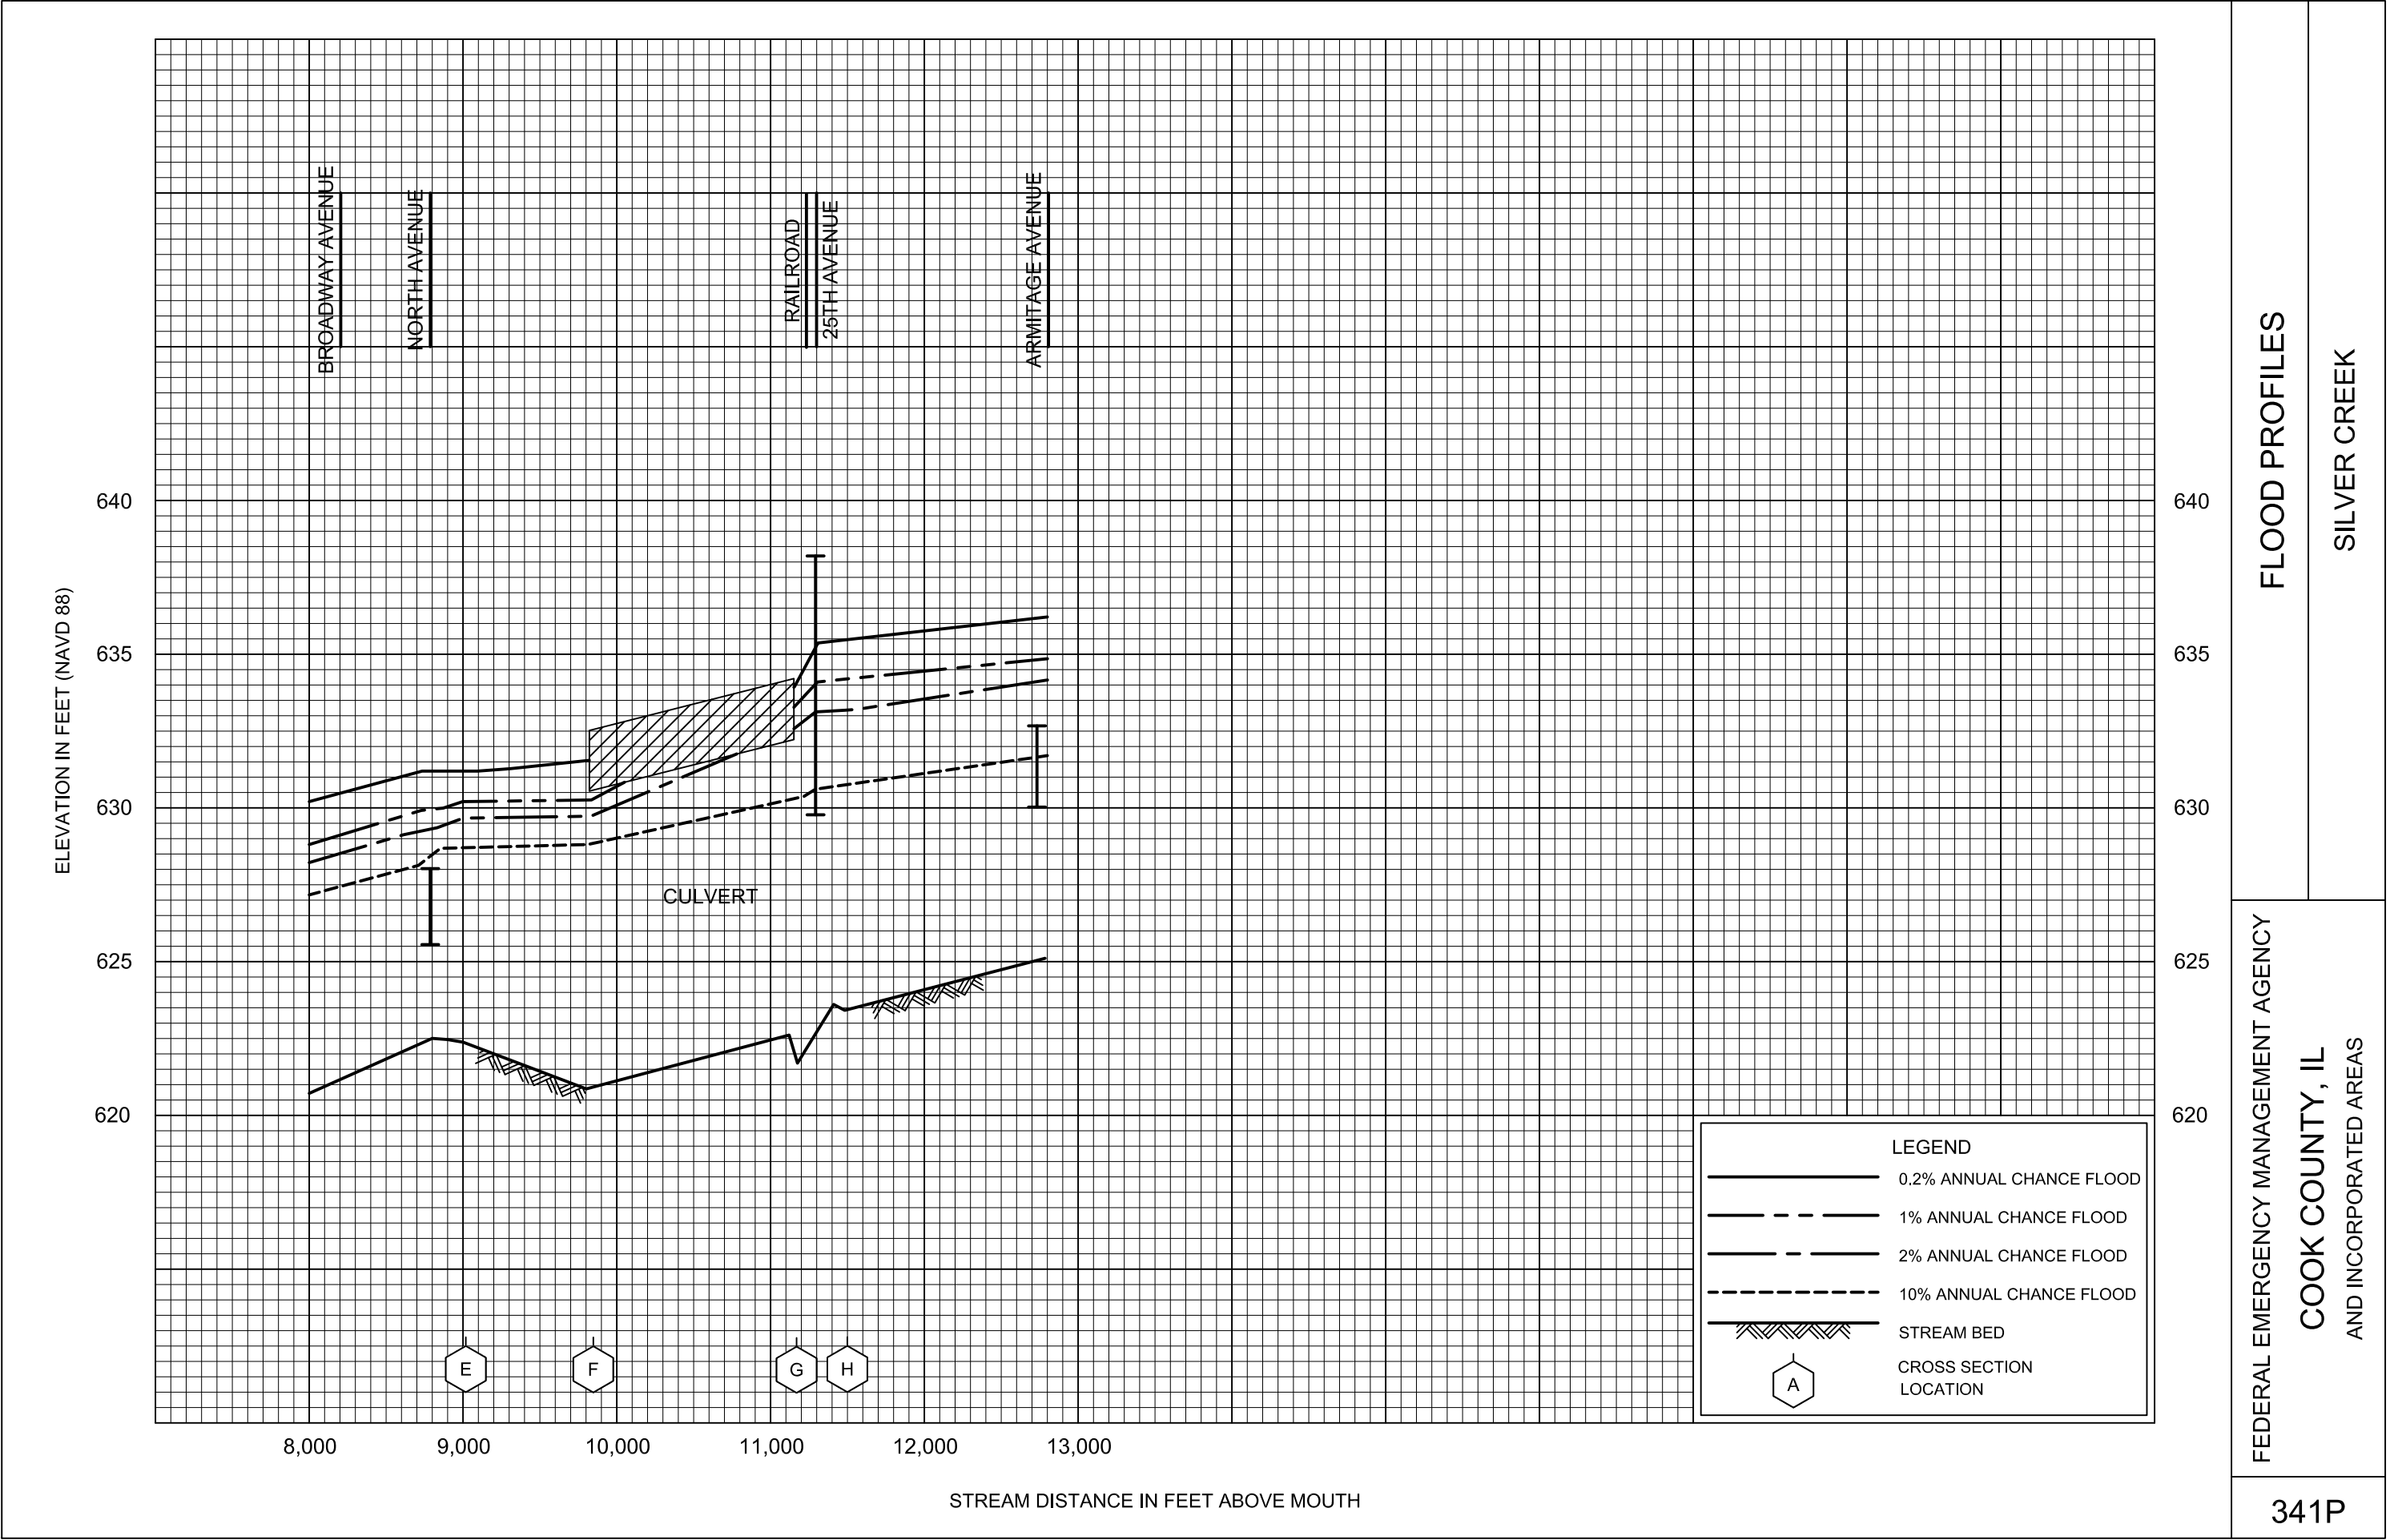 BROADWAY AVENUE
NORTH AVENUE
RAILROAD
25TH AVENUE
ARMITAGE AVENUE
640
635
630
625
620
ELEVATION IN FEET (NAVD 88)
640
635
630
625
620
CULVERT
E
F
G
H
8,000
9,000
10,000
11,000
12,000
13,000
STREAM DISTANCE IN FEET ABOVE MOUTH
LEGEND
0.2% ANNUAL CHANCE FLOOD
1% ANNUAL CHANCE FLOOD
2% ANNUAL CHANCE FLOOD
10% ANNUAL CHANCE FLOOD
STREAM BED
A
CROSS SECTION
LOCATION
FLOOD PROFILES
SILVER CREEK
FEDERAL EMERGENCY MANAGEMENT AGENCY
COOK COUNTY, IL
AND INCORPORATED AREAS
341P